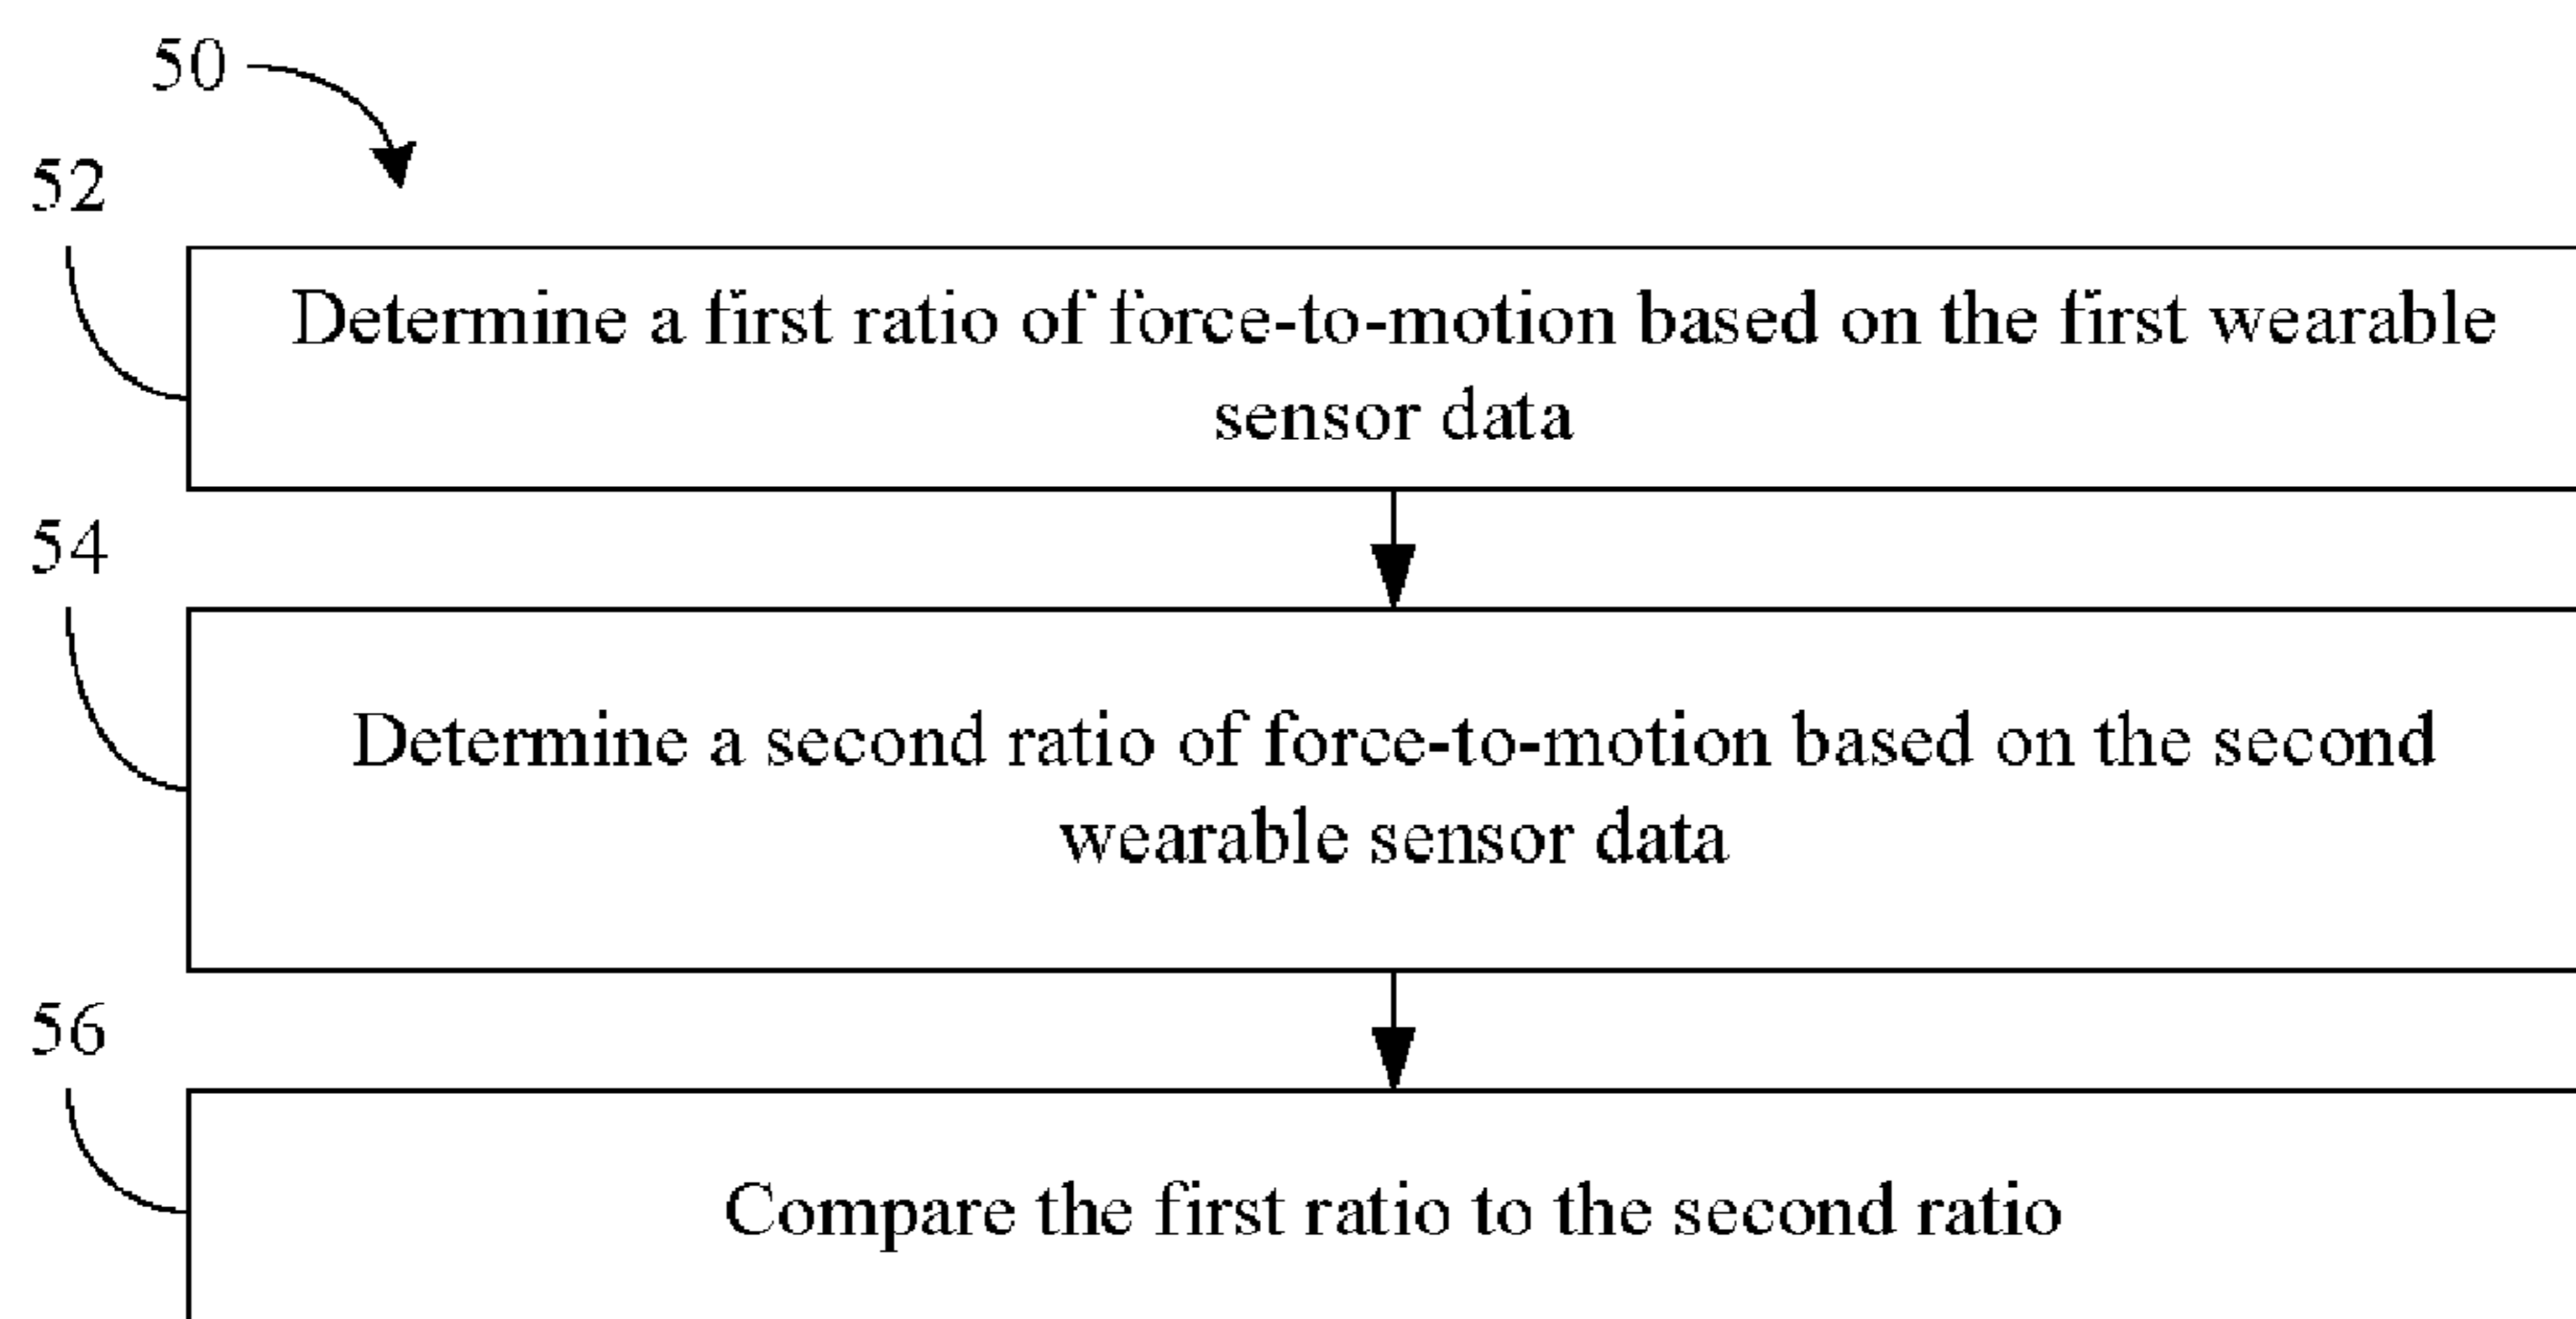 50
52
Determine a first ratio of force-to-motion based on the first wearable
sensor data
54
Determine a second ratio of force-to-motion based on the second
wearable sensor data
56
Compare the first ratio to the second ratio